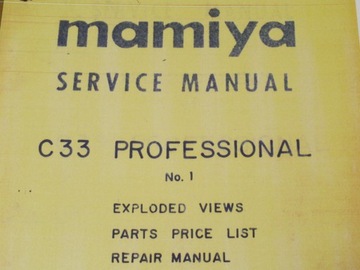 mamiya
SERVICE MANUAL
C33 PROFESSIONAL
No. 1
EXPLODED VIEWS
PARTS PRICE LIST
REPAIR MANUAL